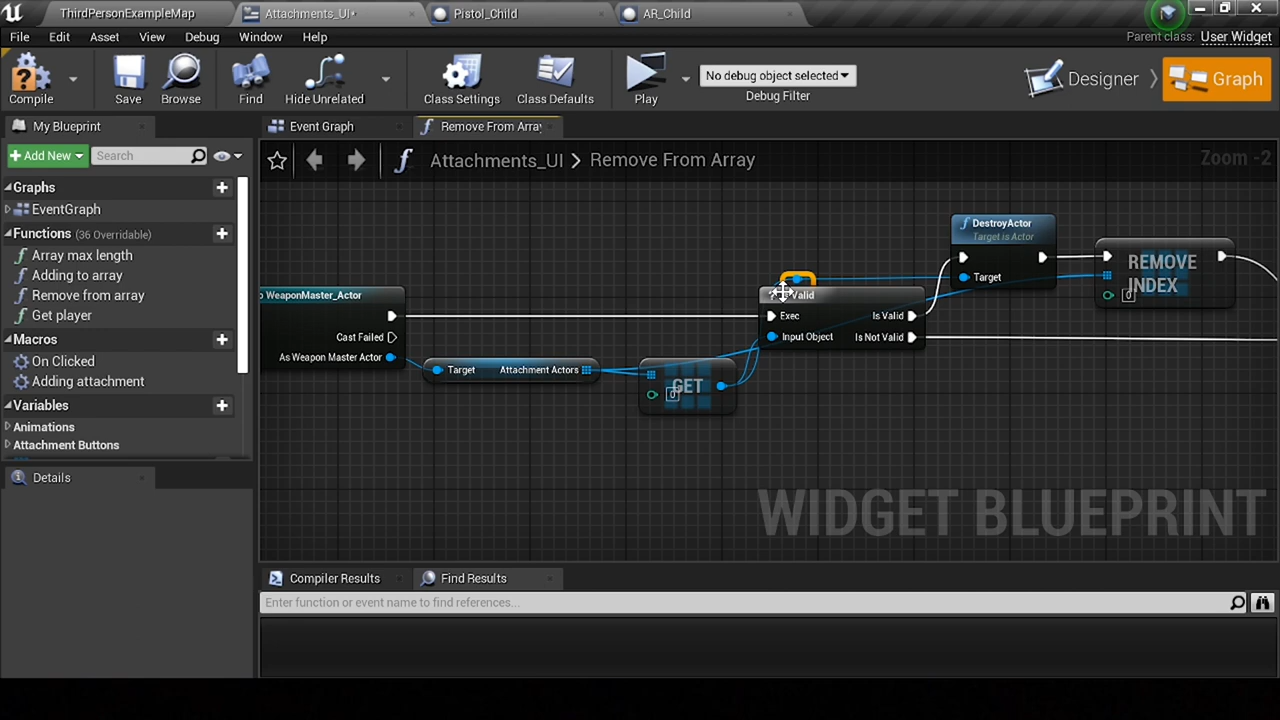 ThirdPersonExampleMap
Attachments_UI*
Pistol_Child
AR_Child
File Edit Asset View Debug Window Help
Parent class: User Widget
Compile
Save
Browse
Find
Hide Unrelated
Class Settings
Class Defaults
Play
No debug object selected
Debug Filter
Designer
Graph
My Blueprint
Event Graph
Remove From Array
Add New
Search
Attachments_UI > Remove From Array
Zoom -2
Graphs
EventGraph
Functions (36 Overridable)
Array max length
Adding to array
Remove from array
Get player
Macros
On Clicked
Adding attachment
Variables
Animations
Attachment Buttons
Details
WeaponMaster_Actor
Cast Failed
As Weapon Master Actor
Target Attachment Actors
GET
0
Valid
Exec Is Valid
Input Object Is Not Valid
DestroyActor
Target is Actor
Target
REMOVE INDEX
0
WIDGET BLUEPRINT
Compiler Results
Find Results
Enter function or event name to find references...